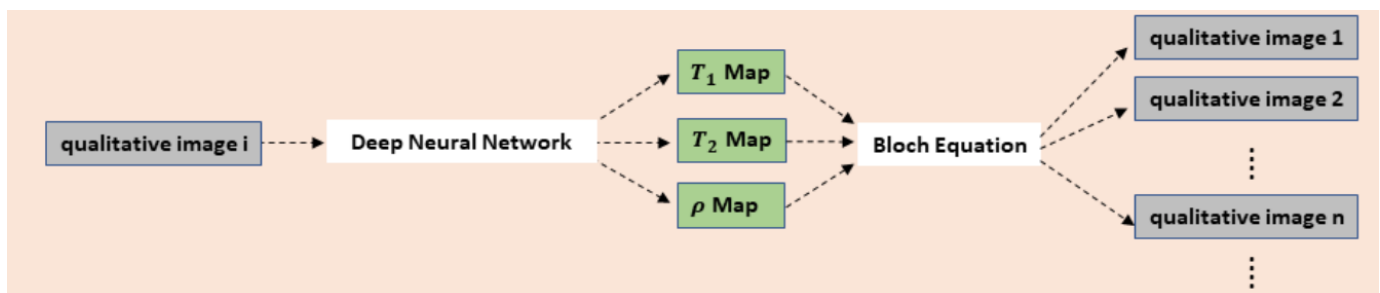 qualitative image i
Deep Neural Network
T₁ Map
T₂ Map
ρ Map
Bloch Equation
qualitative image 1
qualitative image 2
qualitative image n